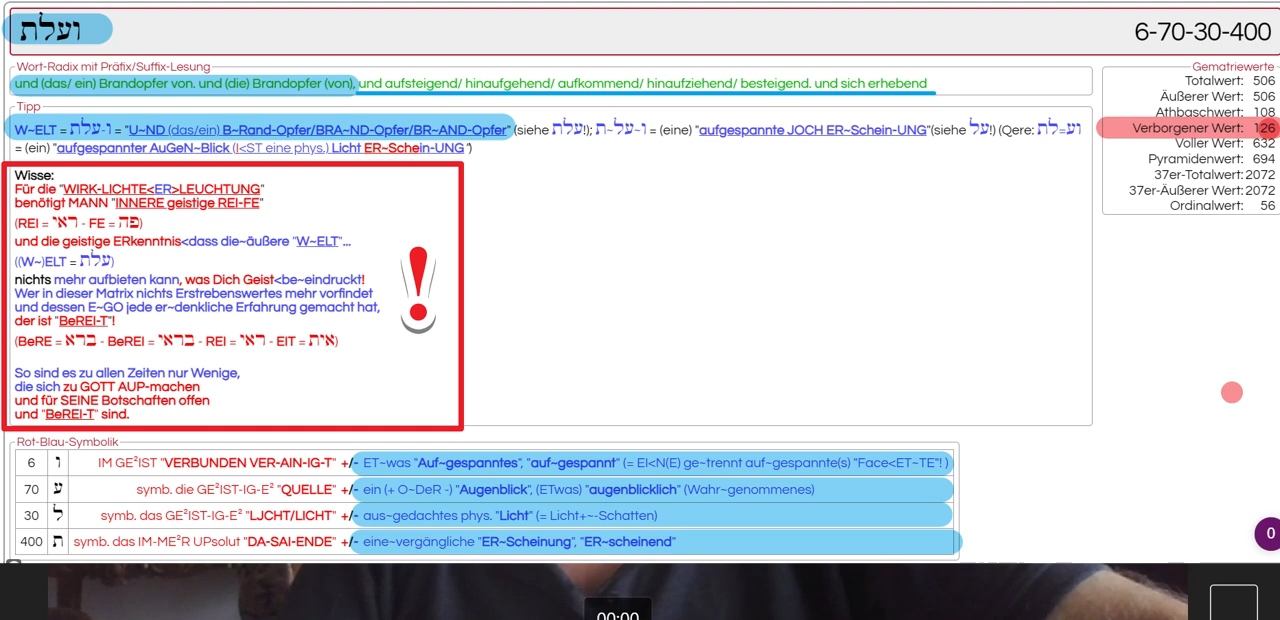 ועלת
6-70-30-400
Wort-Radix mit Präfix/Suffix-Lesung
und (das/ ein) Brandopfer von. und (die) Brandopfer (von), und aufsteigend/ hinaufgehend/ aufkommend/ hinaufziehend/ besteigend. und sich erhebend
Tipp
W~ELT = ו-עלת = "U~ND (das/ein) B~Rand-Opfer/BRA~ND-Opfer/BR~AND-Opfer" (siehe עלת!); ו~על~ת = (eine) "aufgespannte JOCH ER~Schein-UNG"(siehe על!) (Qere: וע=לת
= (ein) "aufgespannter AuGeN~Blick (I<ST eine phys.) Licht ER~Schein-UNG ")
Wisse:
Für die "WIRK-LICHTE<ER>LEUCHTUNG"
benötigt MANN "INNERE geistige REI-FE"
(REI = ראי - FE = פה)
und die geistige ERkenntnis<dass die~äußere "W~ELT"...
((W~)ELT = עלת)
nichts mehr aufbieten kann, was Dich Geist<be~eindruckt!
Wer in dieser Matrix nichts Erstrebenswertes mehr vorfindet
und dessen E~GO jede er~denkliche Erfahrung gemacht hat,
der ist "BeREI-T"!
(BeRE = ברא - BeREI = בראי - REI = ראי - EIT = אית)
So sind es zu allen Zeiten nur Wenige,
die sich zu GOTT AUP-machen
und für SEINE Botschaften offen
und "BeREI-T" sind.
Gematriewerte
Totalwert: 506
Äußerer Wert: 506
Athbaschwert: 108
Verborgener Wert: 126
Voller Wert: 632
Pyramidenwert: 694
37er-Totalwert: 2072
37er-Äußerer Wert: 2072
Ordinalwert: 56
Rot-Blau-Symbolik
6 ו IM GE²IST "VERBUNDEN VER-AIN-IG-T" +/- ET~was "Auf~gespanntes", "auf~gespannt" (= EI<N(E) ge~trennt auf~gespannte(s) "Face<ET~TE"! )
70 ע symb. die GE²IST-IG-E² "QUELLE" +/- ein (+ O~DeR -) "Augenblick", (ETwas) "augenblicklich" (Wahr~genommenes)
30 ל symb. das GE²IST-IG-E² "LJCHT/LICHT" +/- aus~gedachtes phys. "Licht" (= Licht+~-Schatten)
400 ת symb. das IM-ME²R UPsolut "DA-SAI-ENDE" +/- eine~vergängliche "ER~Scheinung", "ER~scheinend"
0
00:00